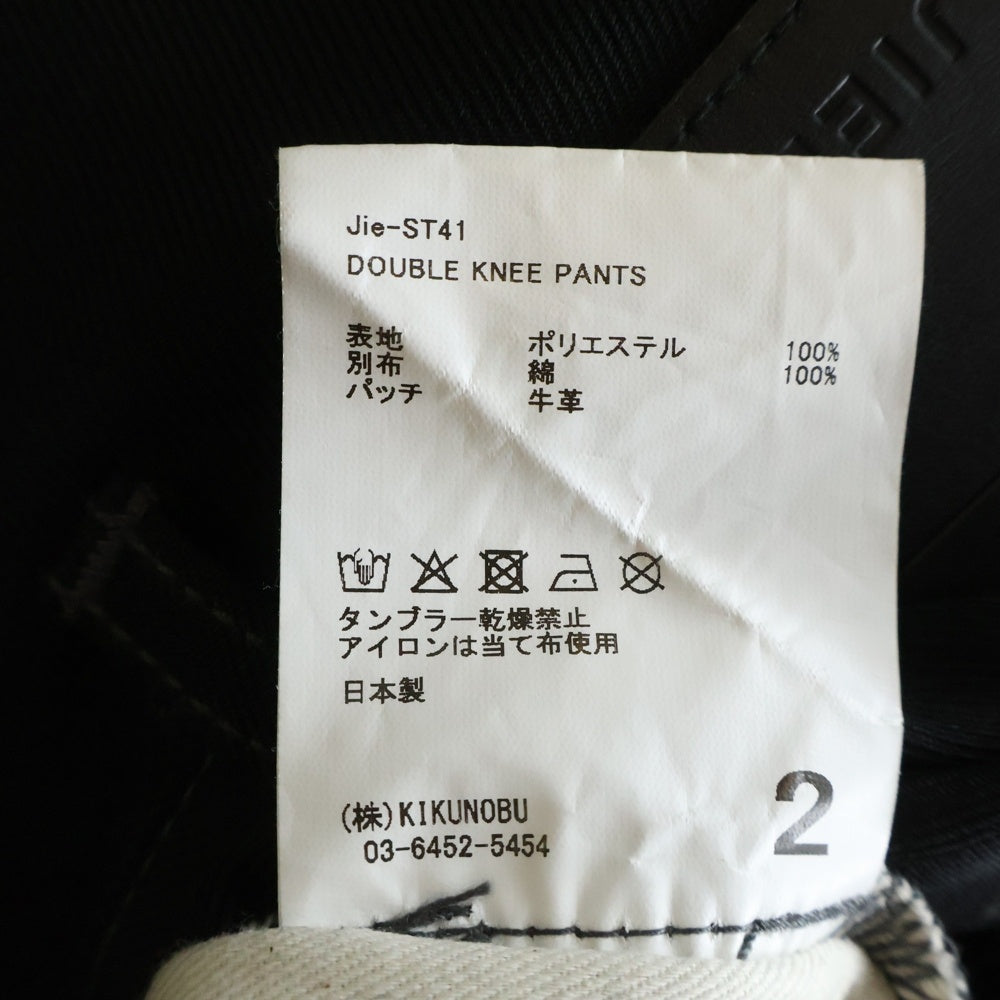 Jie-ST41
DOUBLE KNEE PANTS
表地 ポリエステル 100%
別布 綿 100%
パッチ 牛革
タンブラー乾燥禁止
アイロンは当て布使用
日本製
(株)KIKUNOBU
03-6452-5454
2